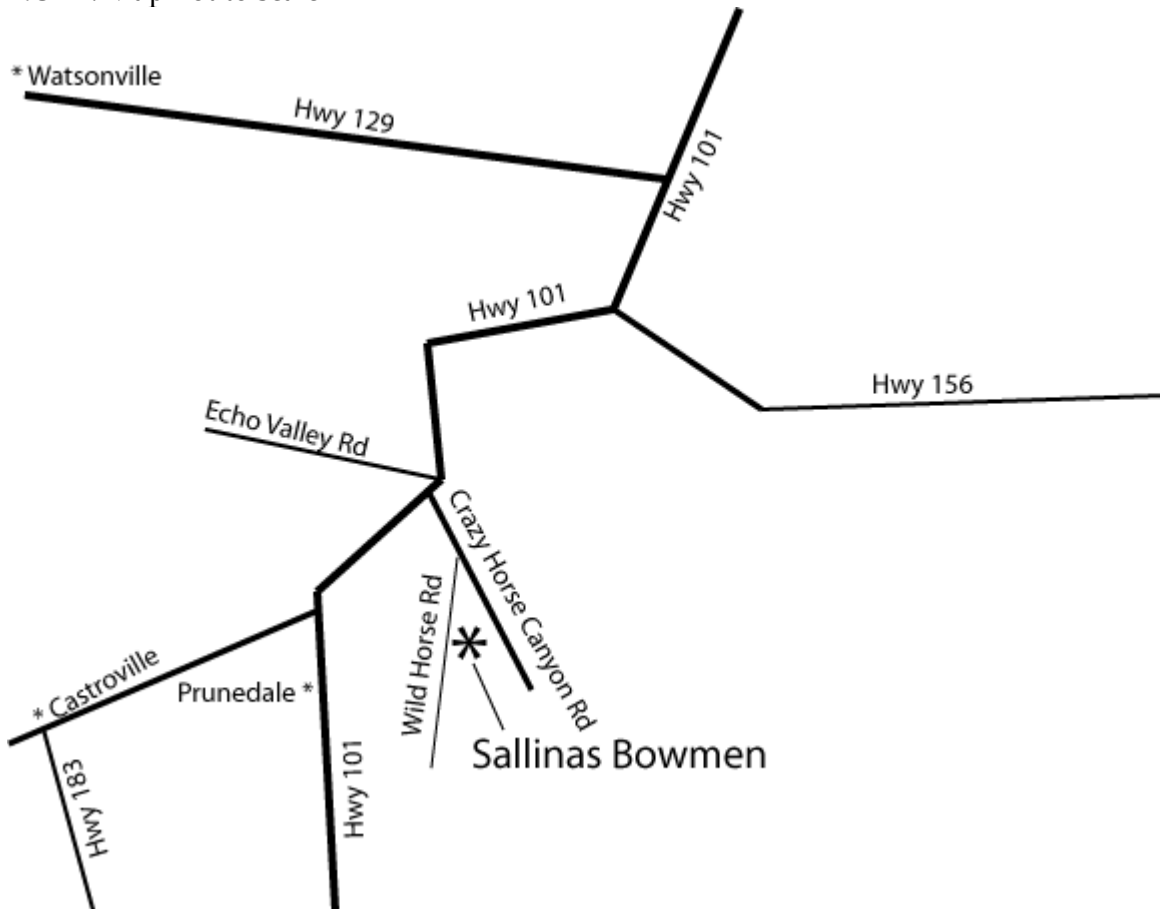 * Watsonville
Hwy 129
Hwy 101
Hwy 101
Hwy 156
Echo Valley Rd
Crazy Horse Canyon Rd
Wild Horse Rd
* Castroville
Prunedale *
Sallinas Bowmen
Hwy 101
Hwy 183